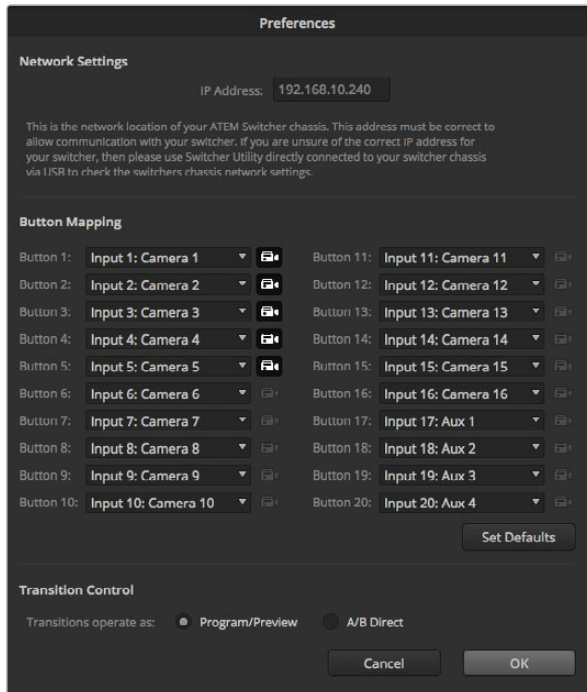 Preferences
Network Settings
IP Address: 192.168.10.240
This is the network location of your ATEM Switcher chassis. This address must be correct to
allow communication with your switcher. If you are unsure of the correct IP address for
your switcher, then please use Switcher Utility directly connected to your switcher chassis
via USB to check the switchers chassis network settings.
Button Mapping
Button 1: Input 1: Camera 1
Button 2: Input 2: Camera 2
Button 3: Input 3: Camera 3
Button 4: Input 4: Camera 4
Button 5: Input 5: Camera 5
Button 6: Input 6: Camera 6
Button 7: Input 7: Camera 7
Button 8: Input 8: Camera 8
Button 9: Input 9: Camera 9
Button 10: Input 10: Camera 10
Button 11: Input 11: Camera 11
Button 12: Input 12: Camera 12
Button 13: Input 13: Camera 13
Button 14: Input 14: Camera 14
Button 15: Input 15: Camera 15
Button 16: Input 16: Camera 16
Button 17: Input 17: Aux 1
Button 18: Input 18: Aux 2
Button 19: Input 19: Aux 3
Button 20: Input 20: Aux 4
Set Defaults
Transition Control
Transitions operate as: Program/Preview A/B Direct
Cancel OK